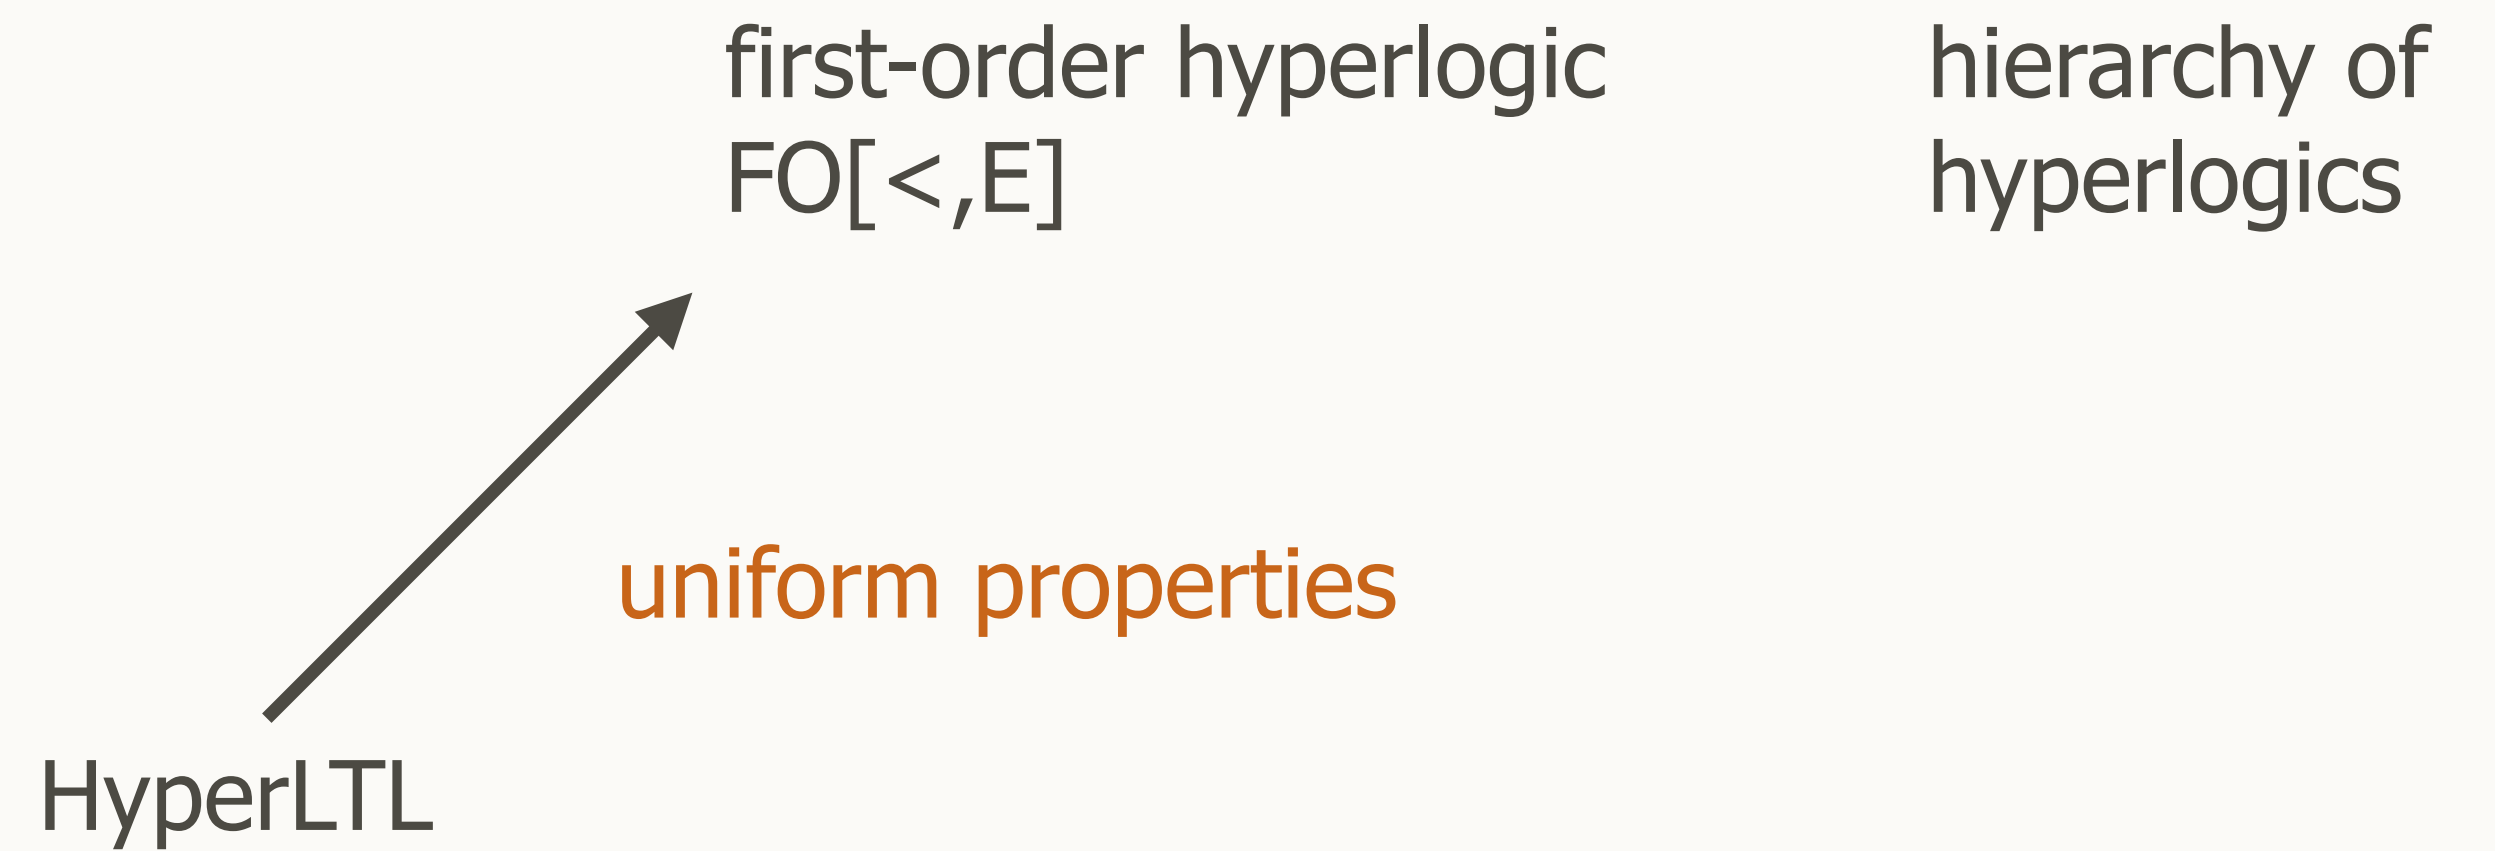 first-order hyperlogic
FO[<,E]
hierarchy of
hyperlogics
uniform properties
HyperLTL